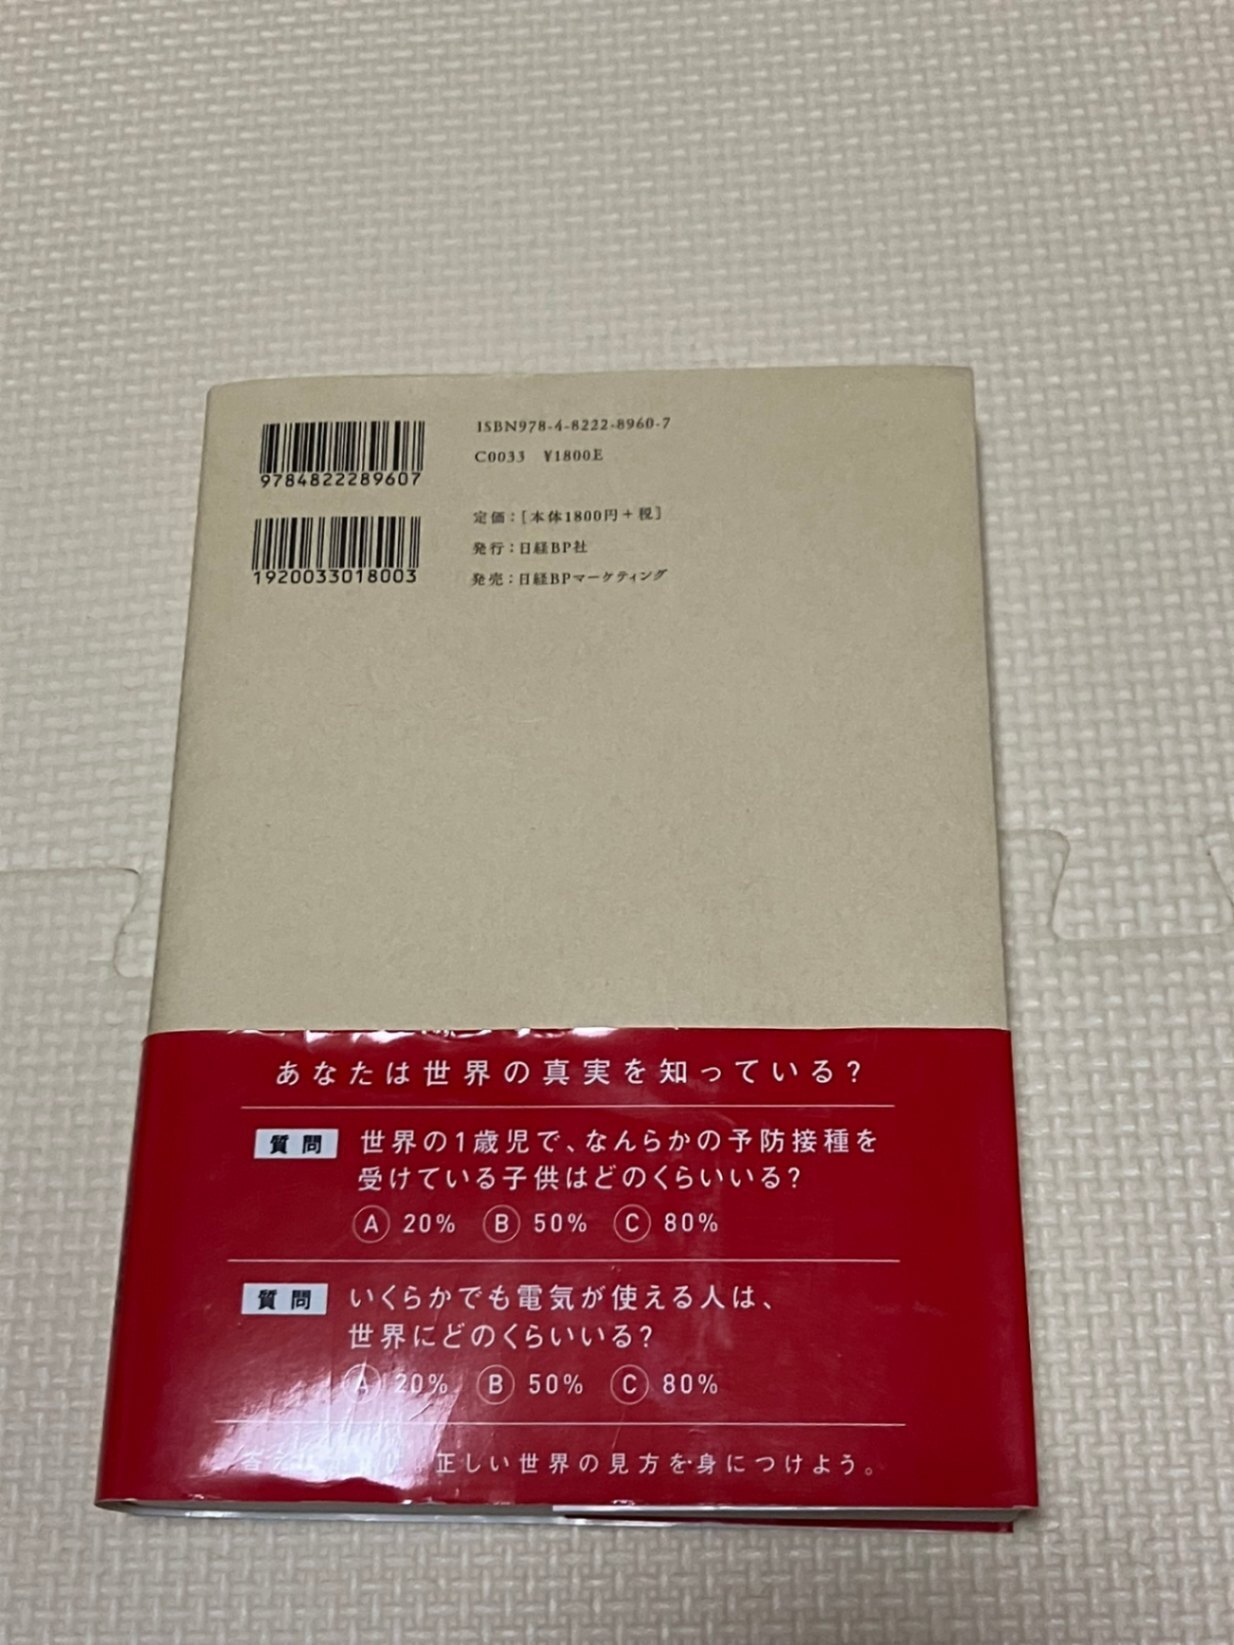 ISBN978-4-8222-8960-7
C0033 ¥1800E
9784822289607
定価：[本体1800円＋税]
発行：日経BP社
発売：日経BPマーケティング
1920033018003
あなたは世界の真実を知っている？
質問 世界の1歳児で、なんらかの予防接種を
受けている子供はどのくらいいる？
A 20% B 50% C 80%
質問 いくらかでも電気が使える人は、
世界にどのくらいいる？
A 20% B 50% C 80%
正しい世界の見方を身につけよう。